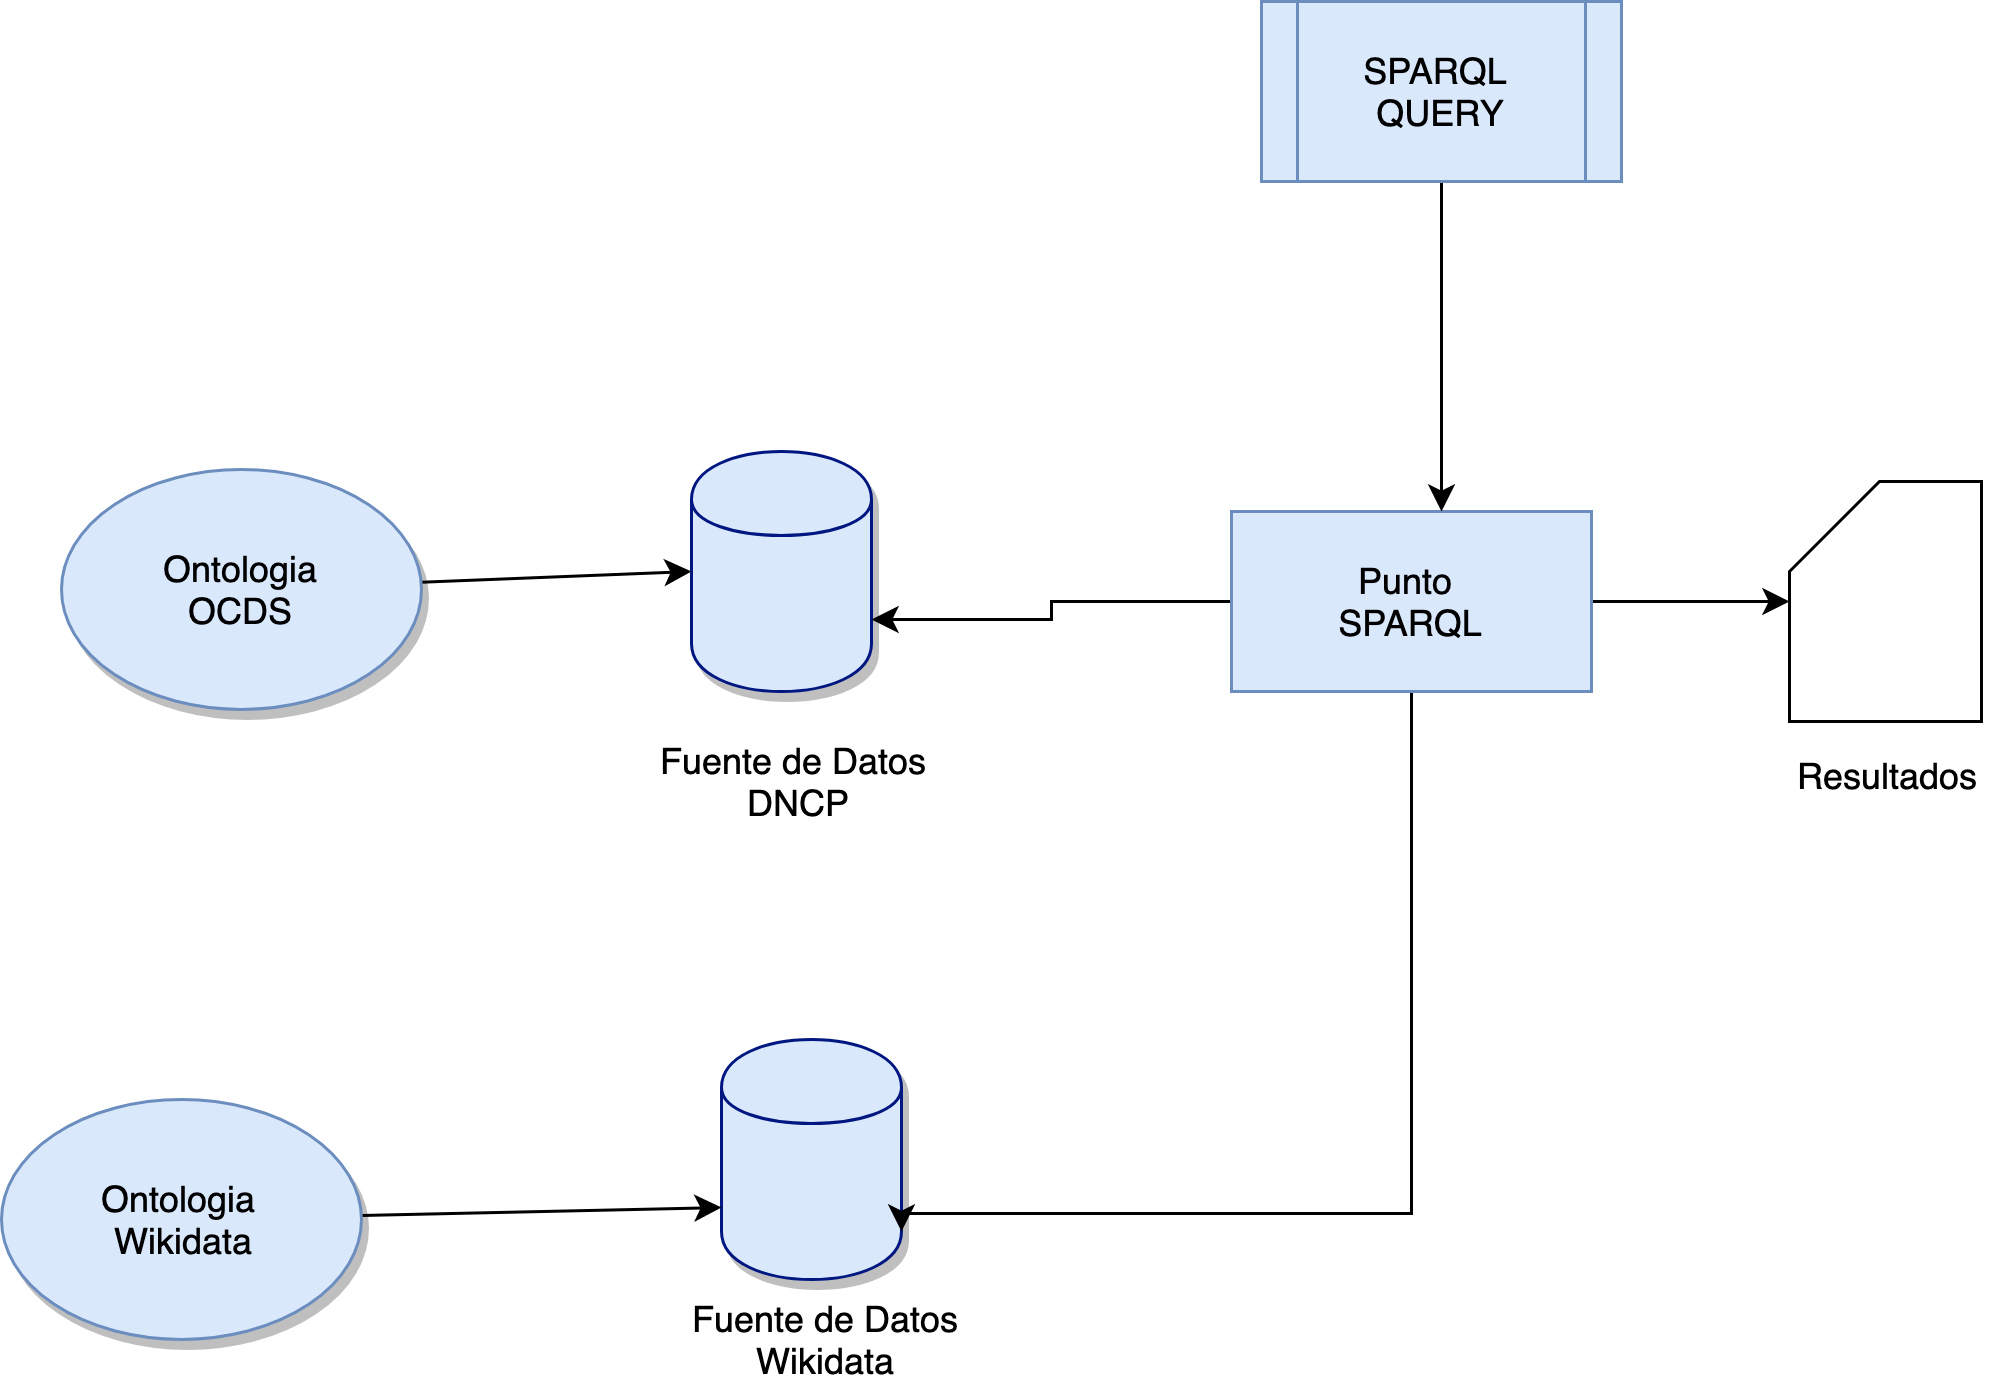 SPARQL
QUERY
Ontologia
OCDS
Punto
SPARQL
Fuente de Datos
DNCP
Resultados
Ontologia
Wikidata
Fuente de Datos
Wikidata